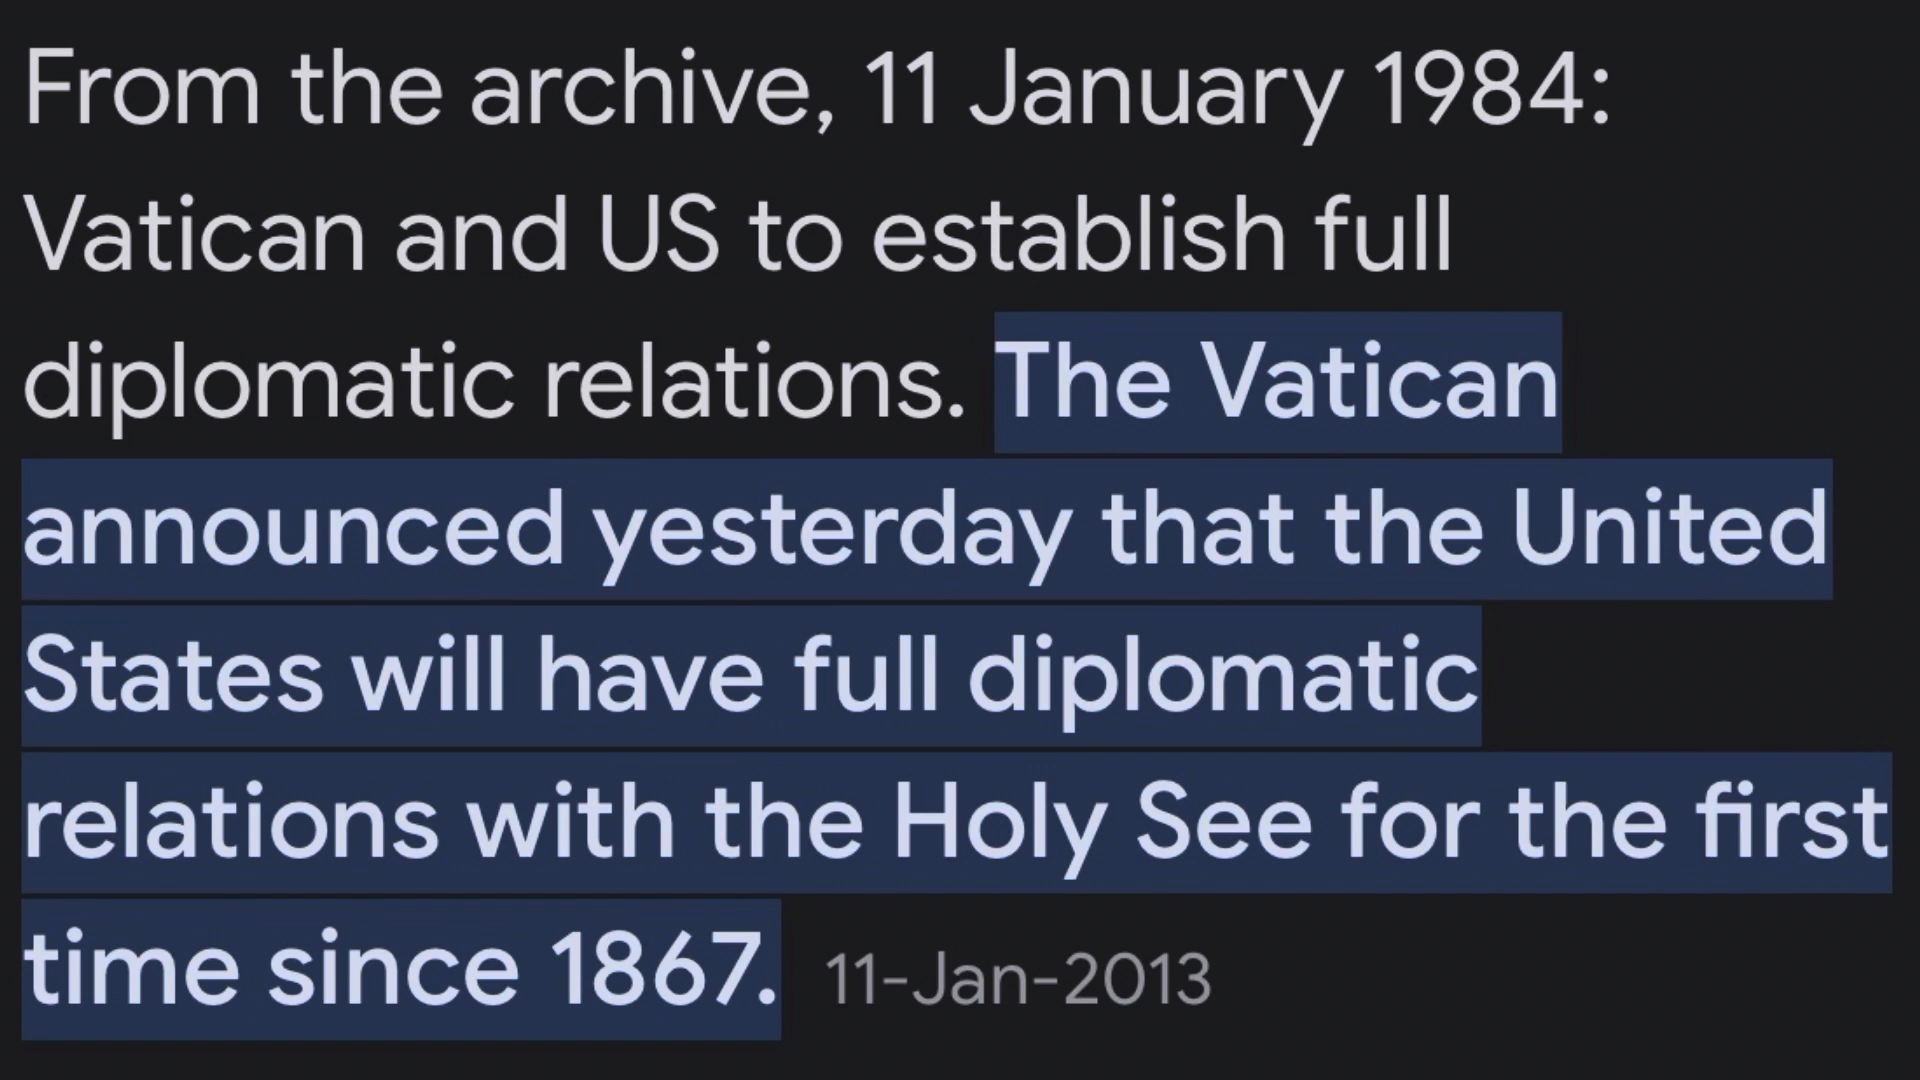 From the archive, 11 January 1984:
Vatican and US to establish full
diplomatic relations. The Vatican
announced yesterday that the United
States will have full diplomatic
relations with the Holy See for the first
time since 1867. 11-Jan-2013